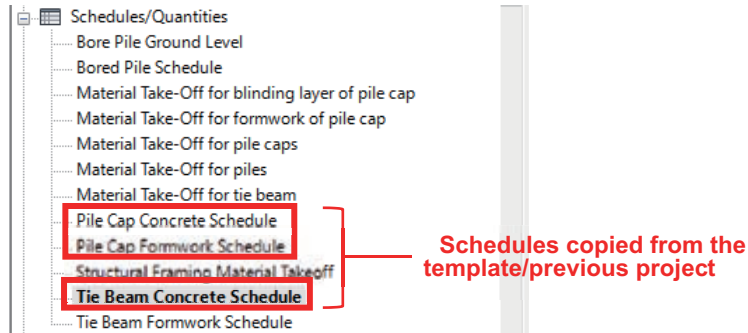 Schedules/Quantities
Bore Pile Ground Level
Bored Pile Schedule
Material Take-Off for blinding layer of pile cap
Material Take-Off for formwork of pile cap
Material Take-Off for pile caps
Material Take-Off for piles
Material Take-Off for tie beam
Pile Cap Concrete Schedule
Pile Cap Formwork Schedule
Structural Framing Material Takeoff
Tie Beam Concrete Schedule
Tie Beam Formwork Schedule
Schedules copied from the
template/previous project